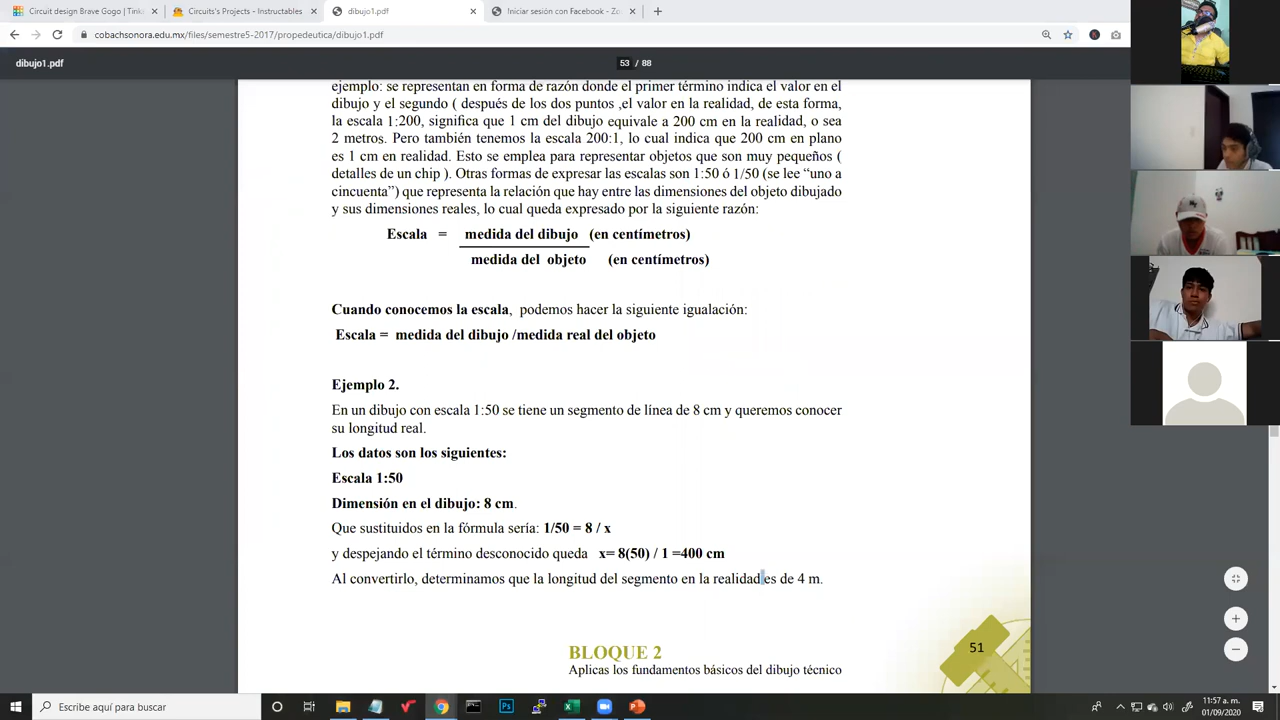 Circuit design Brave Gogo | Tink
Circuits's Projects - Instructables
dibujo1.pdf
Iniciar sesión con Facebook - Zo
cobachsonora.edu.mx/files/semestre5-2017/propedeutica/dibujo1.pdf
dibujo1.pdf
53 / 88
ejemplo: se representan en forma de razón donde el primer término indica el valor en el
dibujo y el segundo ( después de los dos puntos ,el valor en la realidad, de esta forma,
la escala 1:200, significa que 1 cm del dibujo equivale a 200 cm en la realidad, o sea
2 metros. Pero también tenemos la escala 200:1, lo cual indica que 200 cm en plano
es 1 cm en realidad. Esto se emplea para representar objetos que son muy pequeños (
detalles de un chip ). Otras formas de expresar las escalas son 1:50 ó 1/50 (se lee “uno a
cincuenta”) que representa la relación que hay entre las dimensiones del objeto dibujado
y sus dimensiones reales, lo cual queda expresado por la siguiente razón:
Escala = medida del dibujo (en centímetros)
medida del objeto (en centímetros)
Cuando conocemos la escala, podemos hacer la siguiente igualación:
Escala = medida del dibujo /medida real del objeto
Ejemplo 2.
En un dibujo con escala 1:50 se tiene un segmento de línea de 8 cm y queremos conocer
su longitud real.
Los datos son los siguientes:
Escala 1:50
Dimensión en el dibujo: 8 cm.
Que sustituidos en la fórmula sería: 1/50 = 8 / x
y despejando el término desconocido queda x= 8(50) / 1 =400 cm
Al convertirlo, determinamos que la longitud del segmento en la realidad es de 4 m.
BLOQUE 2
Aplicas los fundamentos básicos del dibujo técnico
51
Escribe aquí para buscar
11:57 a. m.
01/09/2020